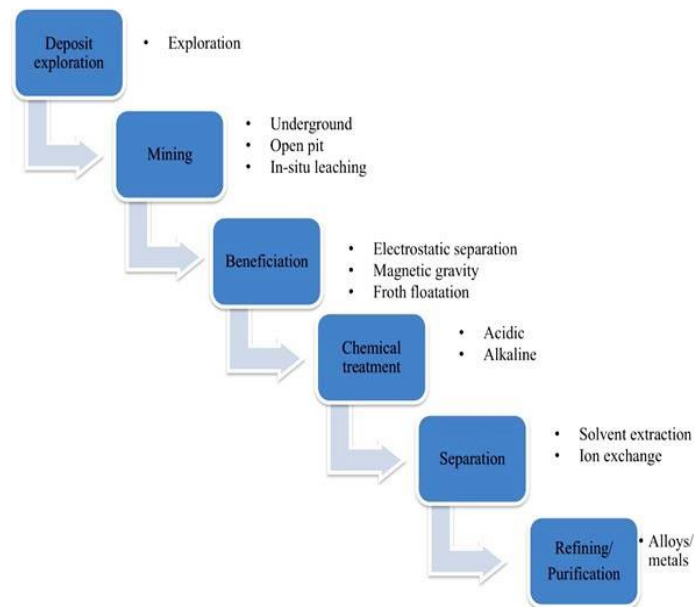 Deposit
exploration
• Exploration
Mining
• Underground
• Open pit
• In-situ leaching
Beneficiation
• Electrostatic separation
• Magnetic gravity
• Froth floatation
Chemical
treatment
• Acidic
• Alkaline
Separation
• Solvent extraction
• Ion exchange
Refining/
Purification
• Alloys/
metals